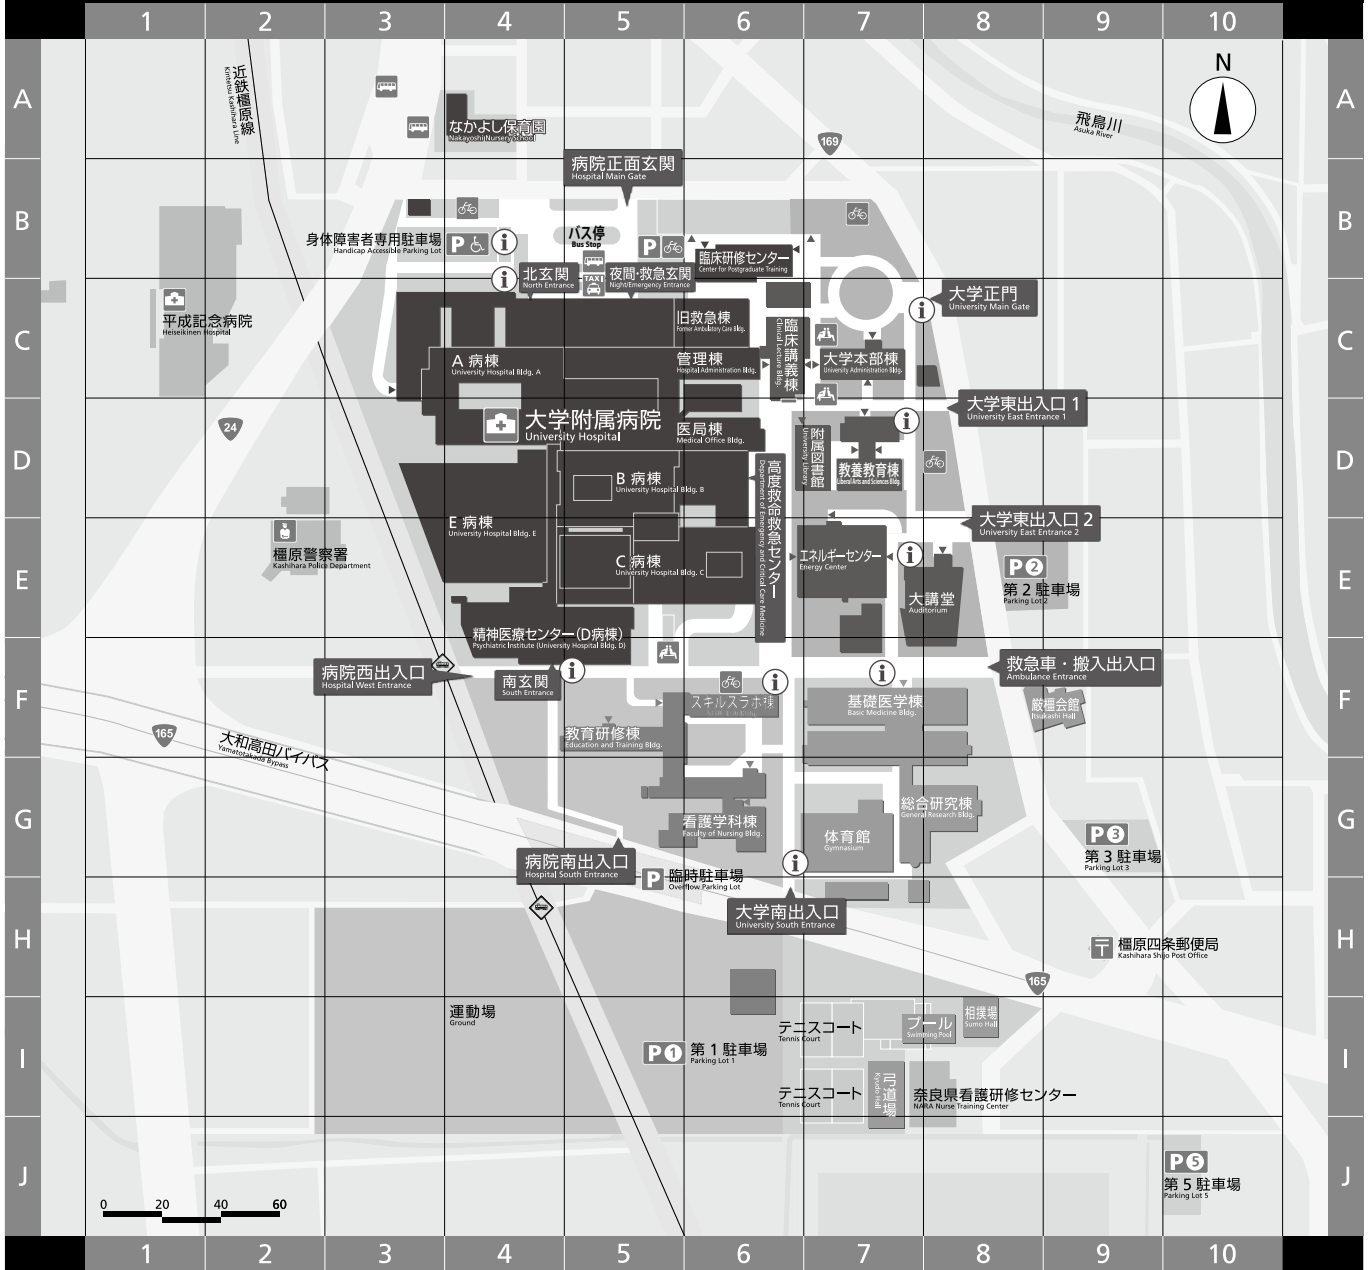 1 2 3 4 5 6 7 8 9 10
A
B
C
D
E
F
G
H
I
J
A
B
C
D
E
F
G
H
I
J
N
近鉄橿原線
Kintetsu Kashihara Line
なかよし保育園
Nakayoshi Nursery School
169
飛鳥川
Asuka River
病院正面玄関
Hospital Main Gate
身体障害者専用駐車場
Handicap Accessible Parking Lot
P
i
バス停
Bus Stop
P
臨床研修センター
Center for Postgraduate Training
i
北玄関
North Entrance
TAXI
夜間・救急玄関
Night/Emergency Entrance
大学正門
University Main Gate
i
平成記念病院
Heiseikinen Hospital
旧救急棟
Former Ambulatory Care Bldg.
A 病棟
University Hospital Bldg. A
管理棟
Hospital Administration Bldg.
臨床講義棟
Clinical Lecture Bldg.
大学本部棟
University Administration Bldg.
大学東出入口 1
University East Entrance 1
24
大学附属病院
University Hospital
医局棟
Medical Office Bldg.
附属図書館
University Library
i
教養教育棟
Liberal Arts and Sciences Bldg.
B 病棟
University Hospital Bldg. B
高度救命救急センター
Department of Emergency and Critical Care Medicine
E 病棟
University Hospital Bldg. E
大学東出入口 2
University East Entrance 2
橿原警察署
Kashihara Police Department
C 病棟
University Hospital Bldg. C
エネルギーセンター
Energy Center
i
大講堂
Auditorium
P2
第 2 駐車場
Parking Lot 2
精神医療センター(D病棟)
Psychiatric Institute (University Hospital Bldg. D)
病院西出入口
Hospital West Entrance
南玄関
South Entrance
i
i
i
救急車・搬入出入口
Ambulance Entrance
スキルスラボ棟
基礎医学棟
Basic Medicine Bldg.
厳橿会館
Itsukashi Hall
165
大和高田バイパス
Yamatotakada Bypass
教育研修棟
Education and Training Bldg.
看護学科棟
Faculty of Nursing Bldg.
体育館
Gymnasium
総合研究棟
General Research Bldg.
P3
第 3 駐車場
Parking Lot 3
病院南出入口
Hospital South Entrance
i
P
臨時駐車場
Overflow Parking Lot
大学南出入口
University South Entrance
〒
橿原四条郵便局
Kashihara Shijo Post Office
165
運動場
Ground
P1
第 1 駐車場
Parking Lot 1
テニスコート
Tennis Court
プール
Swimming Pool
相撲場
Sumo Hall
テニスコート
Tennis Court
弓道場
Kyudo Hall
奈良県看護研修センター
NARA Nurse Training Center
P5
第 5 駐車場
Parking Lot 5
0 20 40 60
1 2 3 4 5 6 7 8 9 10